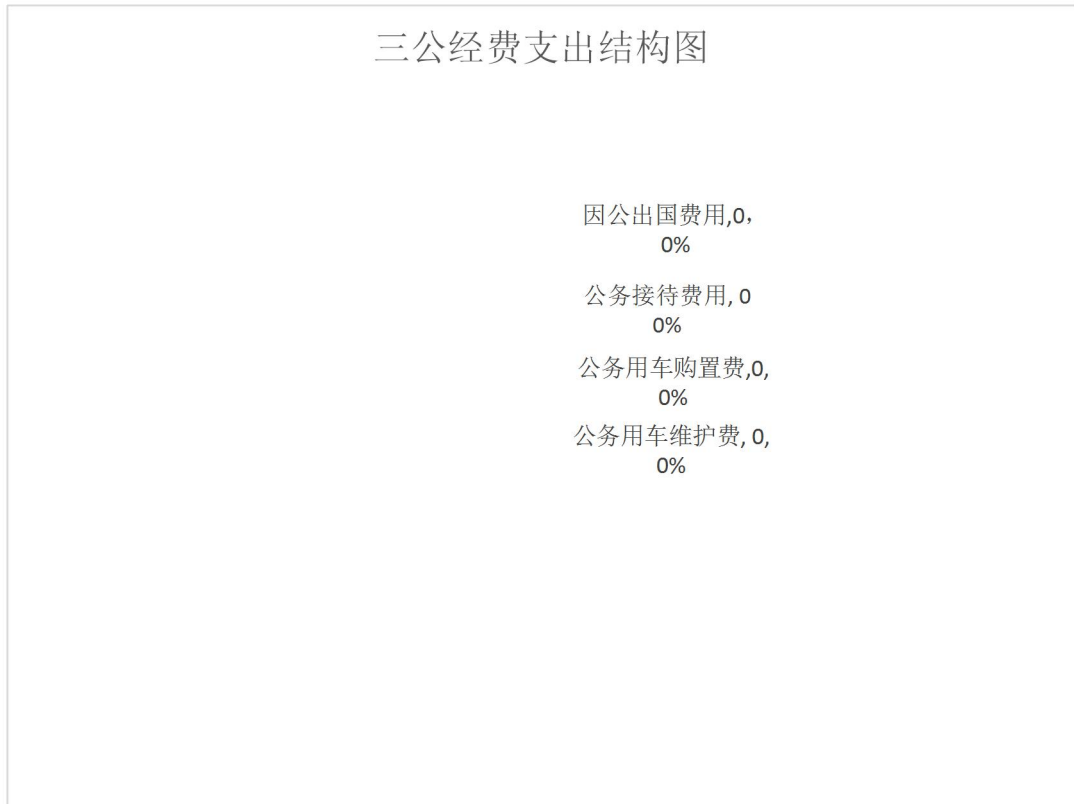 三公经费支出结构图
因公出国费用,0,
0%
公务接待费用, 0
0%
公务用车购置费,0,
0%
公务用车维护费, 0,
0%